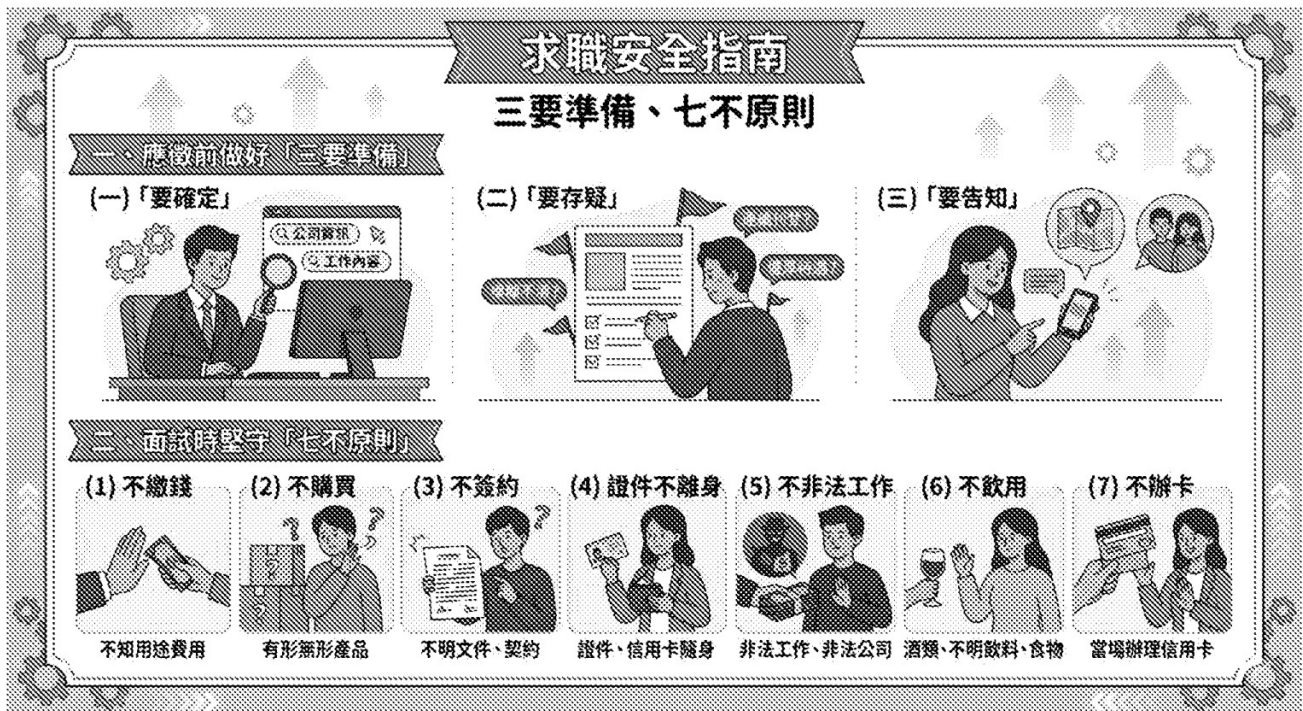 求職安全指南
三要準備、七不原則
一、應徵前做好「三要準備」
(一)「要確定」
公司資訊
工作內容
(二)「要存疑」
(三)「要告知」
二、面試時堅守「七不原則」
(1) 不繳錢
不知用途費用
(2) 不購買
有形無形產品
(3) 不簽約
不明文件、契約
(4) 證件不離身
證件、信用卡隨身
(5) 不非法工作
非法工作、非法公司
(6) 不飲用
酒類、不明飲料、食物
(7) 不辦卡
當場辦理信用卡